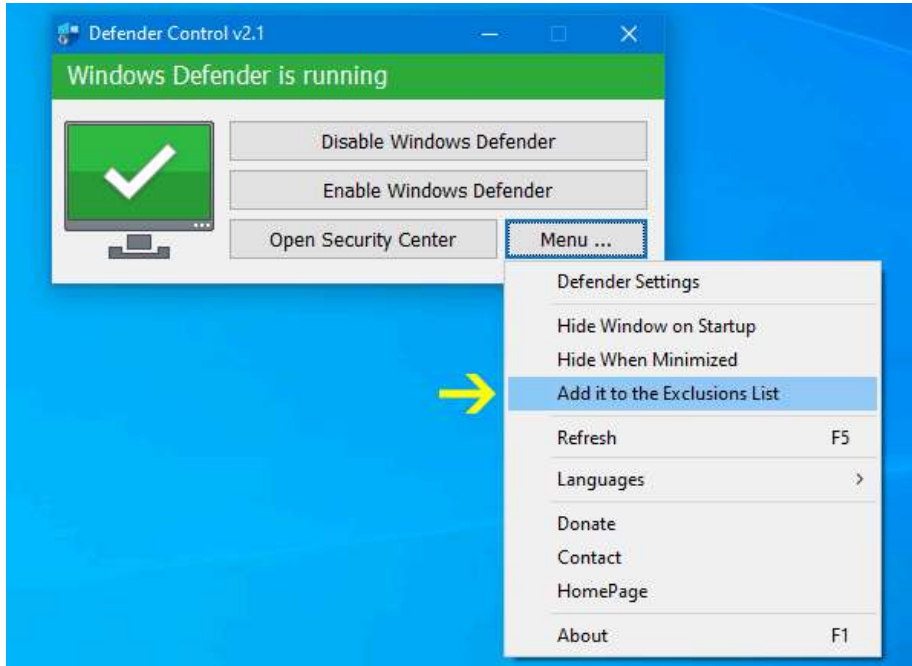 Defender Control v2.1
Windows Defender is running
Disable Windows Defender
Enable Windows Defender
Open Security Center
Menu ...
Defender Settings
Hide Window on Startup
Hide When Minimized
Add it to the Exclusions List
Refresh F5
Languages >
Donate
Contact
HomePage
About F1